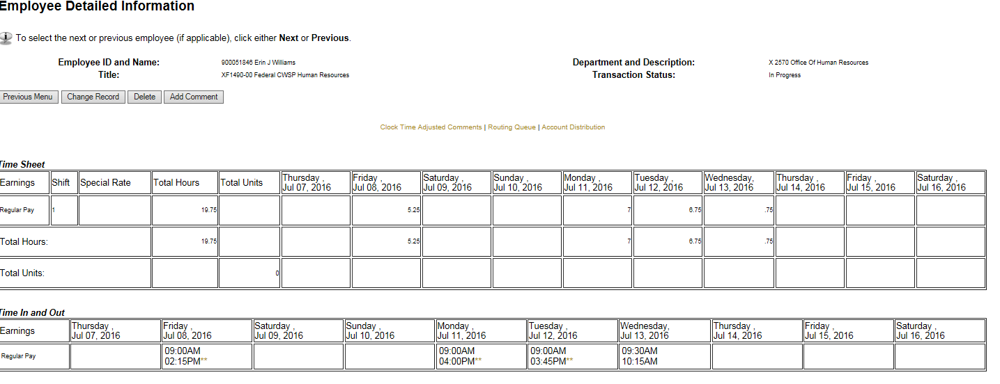 Employee Detailed Information
To select the next or previous employee (if applicable), click either Next or Previous.
Employee ID and Name: 900051846 Erin J Williams Department and Description: X 2570 Office Of Human Resources
Title: XF1490-00 Federal CWSP Human Resources Transaction Status: In Progress
Previous Menu Change Record Delete Add Comment
Clock Time Adjusted Comments | Routing Queue | Account Distribution
Time Sheet
Earnings Shift Special Rate Total Hours Total Units Thursday , Jul 07, 2016 Friday , Jul 08, 2016 Saturday , Jul 09, 2016 Sunday , Jul 10, 2016 Monday , Jul 11, 2016 Tuesday , Jul 12, 2016 Wednesday, Jul 13, 2016 Thursday , Jul 14, 2016 Friday , Jul 15, 2016 Saturday , Jul 16, 2016
Regular Pay 1 19.75 5.25 7 6.75 .75
Total Hours: 19.75 5.25 7 6.75 .75
Total Units: 0
Time In and Out
Earnings Thursday , Jul 07, 2016 Friday , Jul 08, 2016 Saturday , Jul 09, 2016 Sunday , Jul 10, 2016 Monday , Jul 11, 2016 Tuesday , Jul 12, 2016 Wednesday, Jul 13, 2016 Thursday , Jul 14, 2016 Friday , Jul 15, 2016 Saturday , Jul 16, 2016
Regular Pay 09:00AM 02:15PM** 09:00AM 04:00PM** 09:00AM 03:45PM** 09:30AM 10:15AM